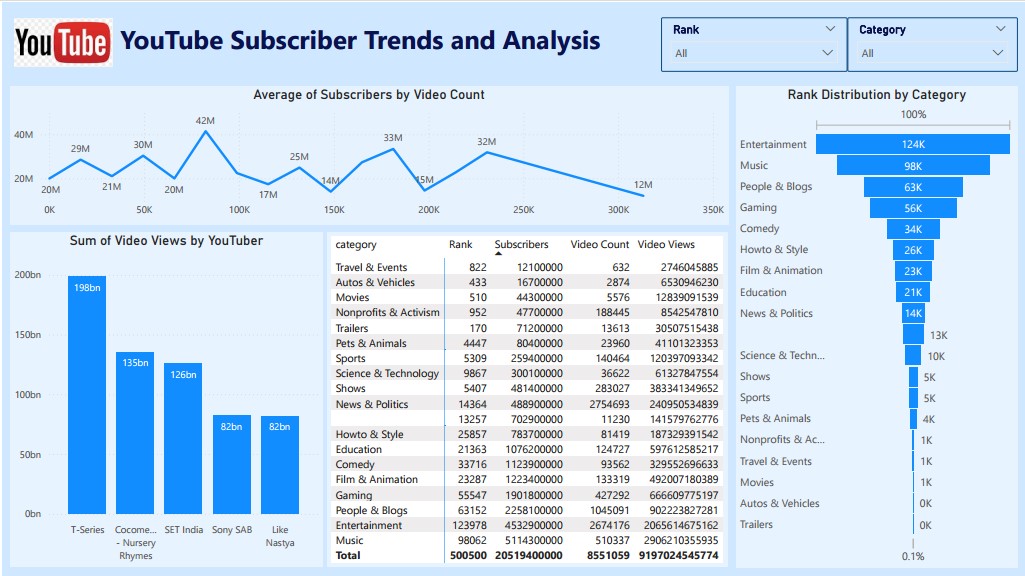 YouTube
YouTube Subscriber Trends and Analysis
Rank
All
Category
All
Average of Subscribers by Video Count
40M
20M
20M
29M
21M
30M
20M
42M
17M
25M
14M
33M
15M
32M
12M
0K 50K 100K 150K 200K 250K 300K 350K
Sum of Video Views by YouTuber
200bn
150bn
100bn
50bn
0bn
198bn
135bn
126bn
82bn
82bn
T-Series
Cocome...
- Nursery
Rhymes
SET India
Sony SAB
Like
Nastya
category Rank Subscribers Video Count Video Views
Travel & Events 822 12100000 632 2746045885
Autos & Vehicles 433 16700000 2874 6530946230
Movies 510 44300000 5576 12839091539
Nonprofits & Activism 952 47700000 188445 8542547810
Trailers 170 71200000 13613 30507515438
Pets & Animals 4447 80400000 23960 41101323353
Sports 5309 259400000 140464 120397093342
Science & Technology 9867 300100000 36622 61327847554
Shows 5407 481400000 283027 383341349652
News & Politics 14364 488900000 2754693 240950534839
13257 702900000 11230 141579762776
Howto & Style 25857 783700000 81419 187329391542
Education 21363 1076200000 124727 597612585217
Comedy 33716 1123900000 93562 329552696633
Film & Animation 23287 1223400000 133319 492007180389
Gaming 55547 1901800000 427292 666609775197
People & Blogs 63152 2258100000 1045091 902223827281
Entertainment 123978 4532900000 2674176 2065614675162
Music 98062 5114300000 510337 2906210355935
Total 500500 20519400000 8551059 9197024545774
Rank Distribution by Category
100%
Entertainment 124K
Music 98K
People & Blogs 63K
Gaming 56K
Comedy 34K
Howto & Style 26K
Film & Animation 23K
Education 21K
News & Politics 14K
13K
Science & Techn... 10K
Shows 5K
Sports 5K
Pets & Animals 4K
Nonprofits & Ac... 1K
Travel & Events 1K
Movies 1K
Autos & Vehicles 0K
Trailers 0K
0.1%